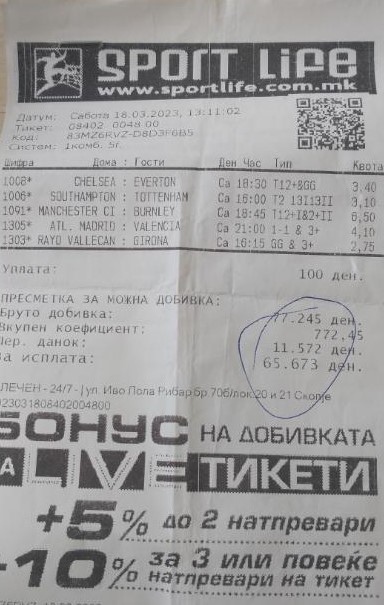 SPORT LiFe
www.sportlife.com.mk
Датум: Сабота 18.03.2023, 13:11:02
Тикет: 08402 0048 00
Код: 83MZ6RVZ-D8D3F6B5
Систем: 1комб. 5г.
Шифра Дома : Гости Ден Час Тип Квота
1008* CHELSEA : EVERTON Са 18:30 T12+&GG 3,40
1006* SOUTHAMPTON : TOTTENHAM Са 16:00 T2 13I13II 3,10
1091* MANCHESTER CI : BURNLEY Са 18:45 T12+I&2+II 6,50
1305* ATL. MADRID : VALENCIA Са 21:00 1-1 & 3+ 4,10
1303* RAYO VALLECAN : GIRONA Са 16:15 GG & 3+ 2,75
Уплата: 100 ден.
ПРЕСМЕТКА ЗА МОЖНА ДОБИВКА:
Бруто добивка: 77.245 ден.
Вкупен коефициент: 772,45
Пер. данок: 11.572 ден.
За исплата: 65.673 ден.
ЛЕЧЕН - 24/7 - јул. Иво Лола Рибар бр 70б/лок.20 и 21 Скопје
023031808402004800
БОНУС НА ДОБИВКАТА
ТИКЕТИ
+5% до 2 натпревари
10% за 3 или повеќе
натпревари на тикет